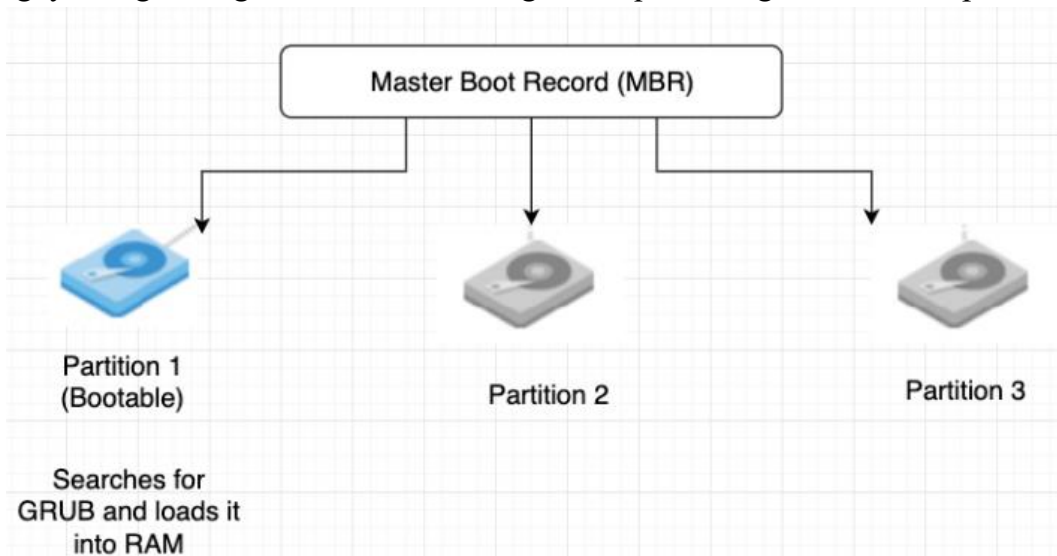 Master Boot Record (MBR)
Partition 1
(Bootable)
Partition 2
Partition 3
Searches for
GRUB and loads it
into RAM